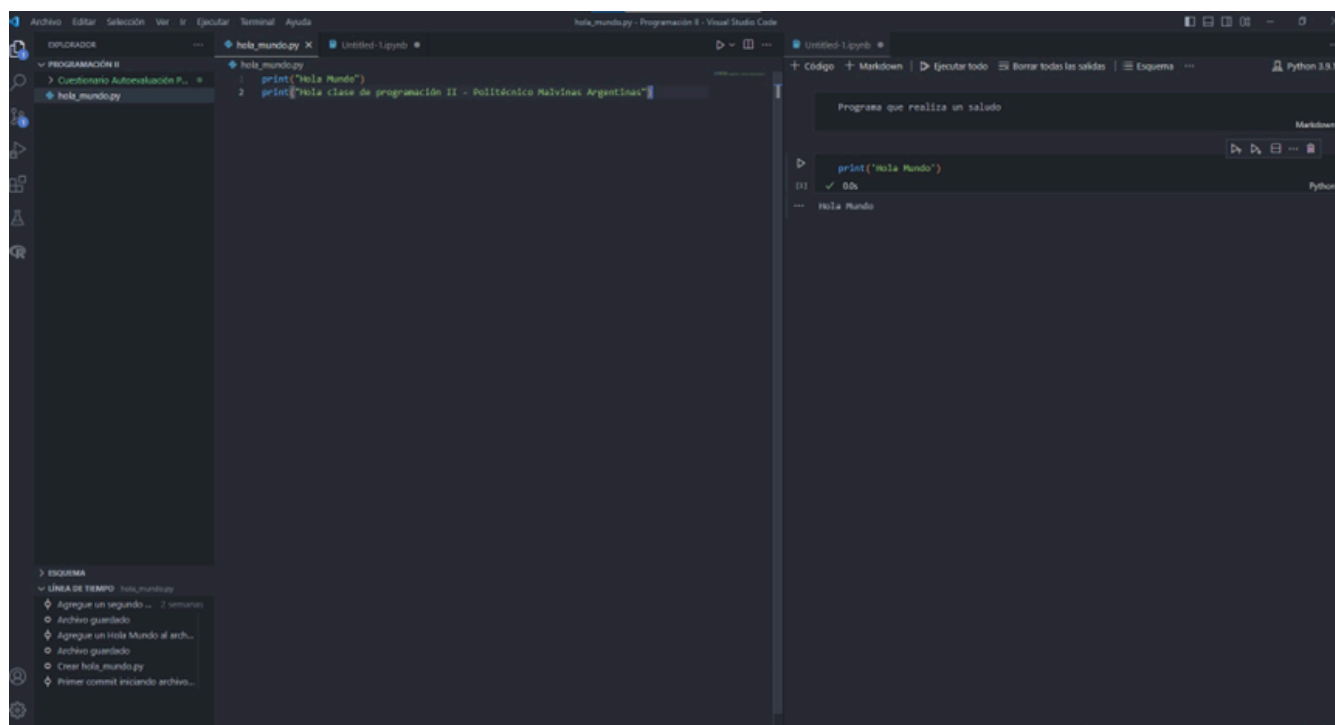 Archivo Editar Selección Ver Ir Ejecutar Terminal Ayuda
hola_mundo.py - Programación II - Visual Studio Code
EXPLORADOR
PROGRAMACIÓN II
Cuestionario Autoevaluación P...
hola_mundo.py
hola_mundo.py
Untitled-1.ipynb
hola_mundo.py
1 print("Hola Mundo")
2 print("Hola clase de programación II - Politécnico Malvinas Argentinas")
Untitled-1.ipynb
+ Código + Markdown | Ejecutar todo Borrar todas las salidas | Esquema ... Python 3.9.1
Programa que realiza un saludo
Markdown
print('Hola Mundo')
[1] ✓ 0.0s Python
... Hola Mundo
ESQUEMA
LÍNEA DE TIEMPO hola_mundo.py
Agregue un segundo ... 2 semanas
Archivo guardado
Agregue un Hola Mundo al arch...
Archivo guardado
Crear hola_mundo.py
Primer commit iniciando archivo...